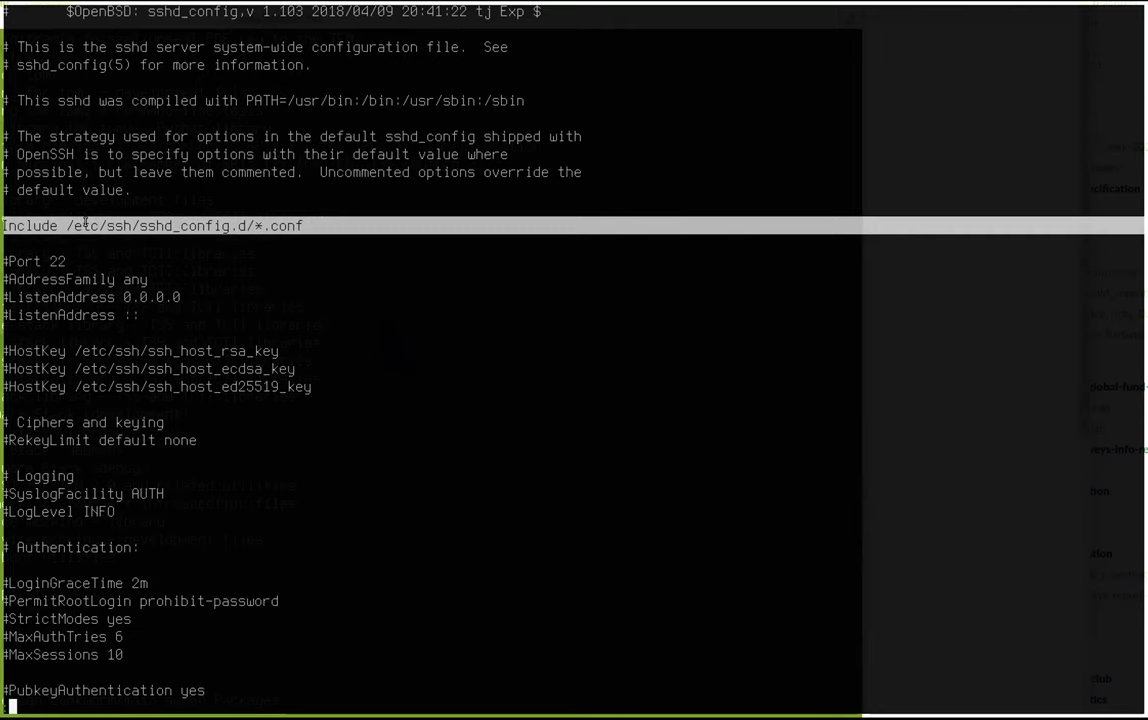 #       $OpenBSD: sshd_config,v 1.103 2018/04/09 20:41:22 tj Exp $
# This is the sshd server system-wide configuration file.  See
# sshd_config(5) for more information.
# This sshd was compiled with PATH=/usr/bin:/bin:/usr/sbin:/sbin
# The strategy used for options in the default sshd_config shipped with
# OpenSSH is to specify options with their default value where
# possible, but leave them commented.  Uncommented options override the
# default value.
Include /etc/ssh/sshd_config.d/*.conf
#Port 22
#AddressFamily any
#ListenAddress 0.0.0.0
#ListenAddress ::
#HostKey /etc/ssh/ssh_host_rsa_key
#HostKey /etc/ssh/ssh_host_ecdsa_key
#HostKey /etc/ssh/ssh_host_ed25519_key
# Ciphers and keying
#RekeyLimit default none
# Logging
#SyslogFacility AUTH
#LogLevel INFO
# Authentication:
#LoginGraceTime 2m
#PermitRootLogin prohibit-password
#StrictModes yes
#MaxAuthTries 6
#MaxSessions 10
#PubkeyAuthentication yes
: